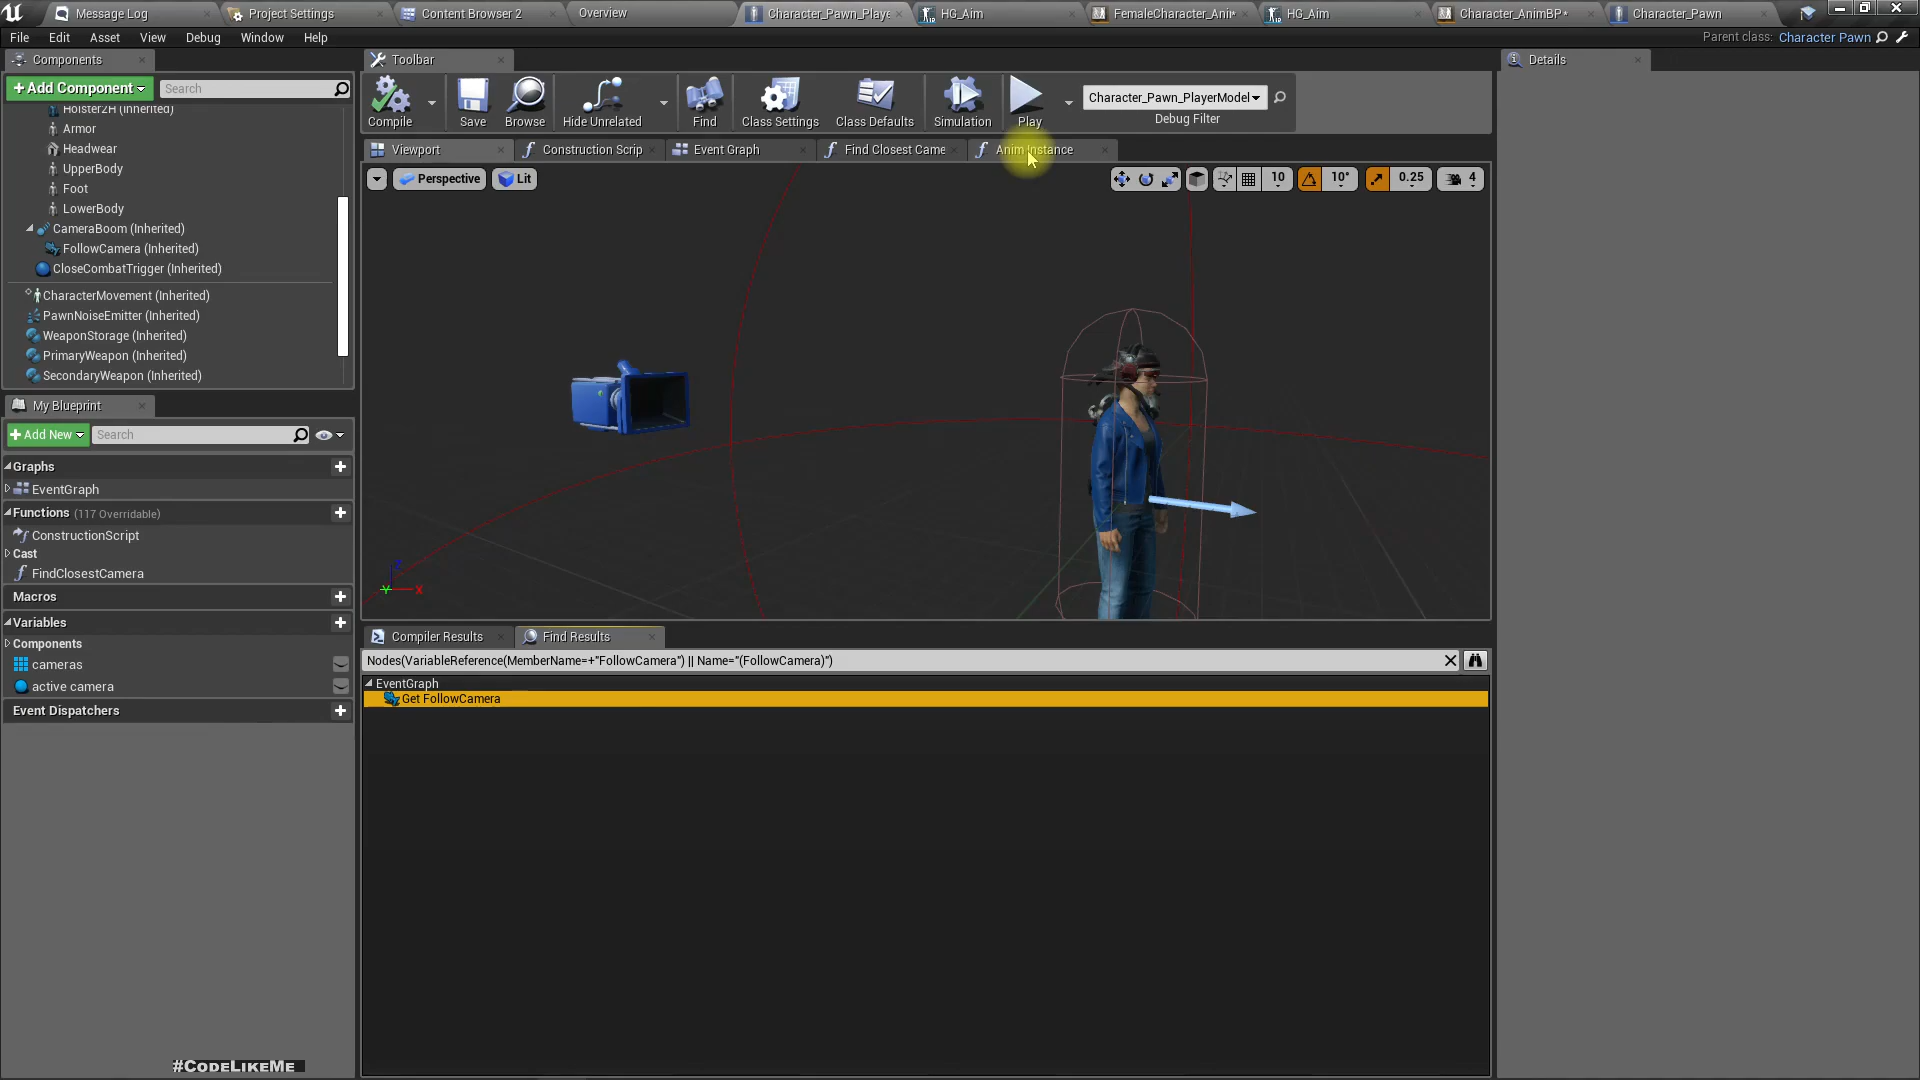 Message Log
Project Settings
Content Browser 2
Overview
Character_Pawn_Playe
HG_Aim
FemaleCharacter_Ani*
HG_Aim
Character_AnimBP*
Character_Pawn
File Edit Asset View Debug Window Help
Parent class: Character Pawn
Components
Toolbar
Details
+Add Component
Search
Compile
Save
Browse
Hide Unrelated
Find
Class Settings
Class Defaults
Simulation
Play
Character_Pawn_PlayerModel
Debug Filter
Holster2H (Inherited)
Armor
Headwear
UpperBody
Foot
LowerBody
CameraBoom (Inherited)
FollowCamera (Inherited)
CloseCombatTrigger (Inherited)
CharacterMovement (Inherited)
PawnNoiseEmitter (Inherited)
WeaponStorage (Inherited)
PrimaryWeapon (Inherited)
SecondaryWeapon (Inherited)
Viewport
Construction Scrip
Event Graph
Find Closest Came
Anim Instance
Perspective
Lit
10
10°
0.25
4
X
My Blueprint
+Add New
Search
Graphs
EventGraph
Functions (117 Overridable)
ConstructionScript
Cast
FindClosestCamera
Macros
Variables
Components
cameras
active camera
Event Dispatchers
Compiler Results
Find Results
Nodes(VariableReference(MemberName=+"FollowCamera") || Name="(FollowCamera)")
EventGraph
Get FollowCamera
#CodeLikeMe